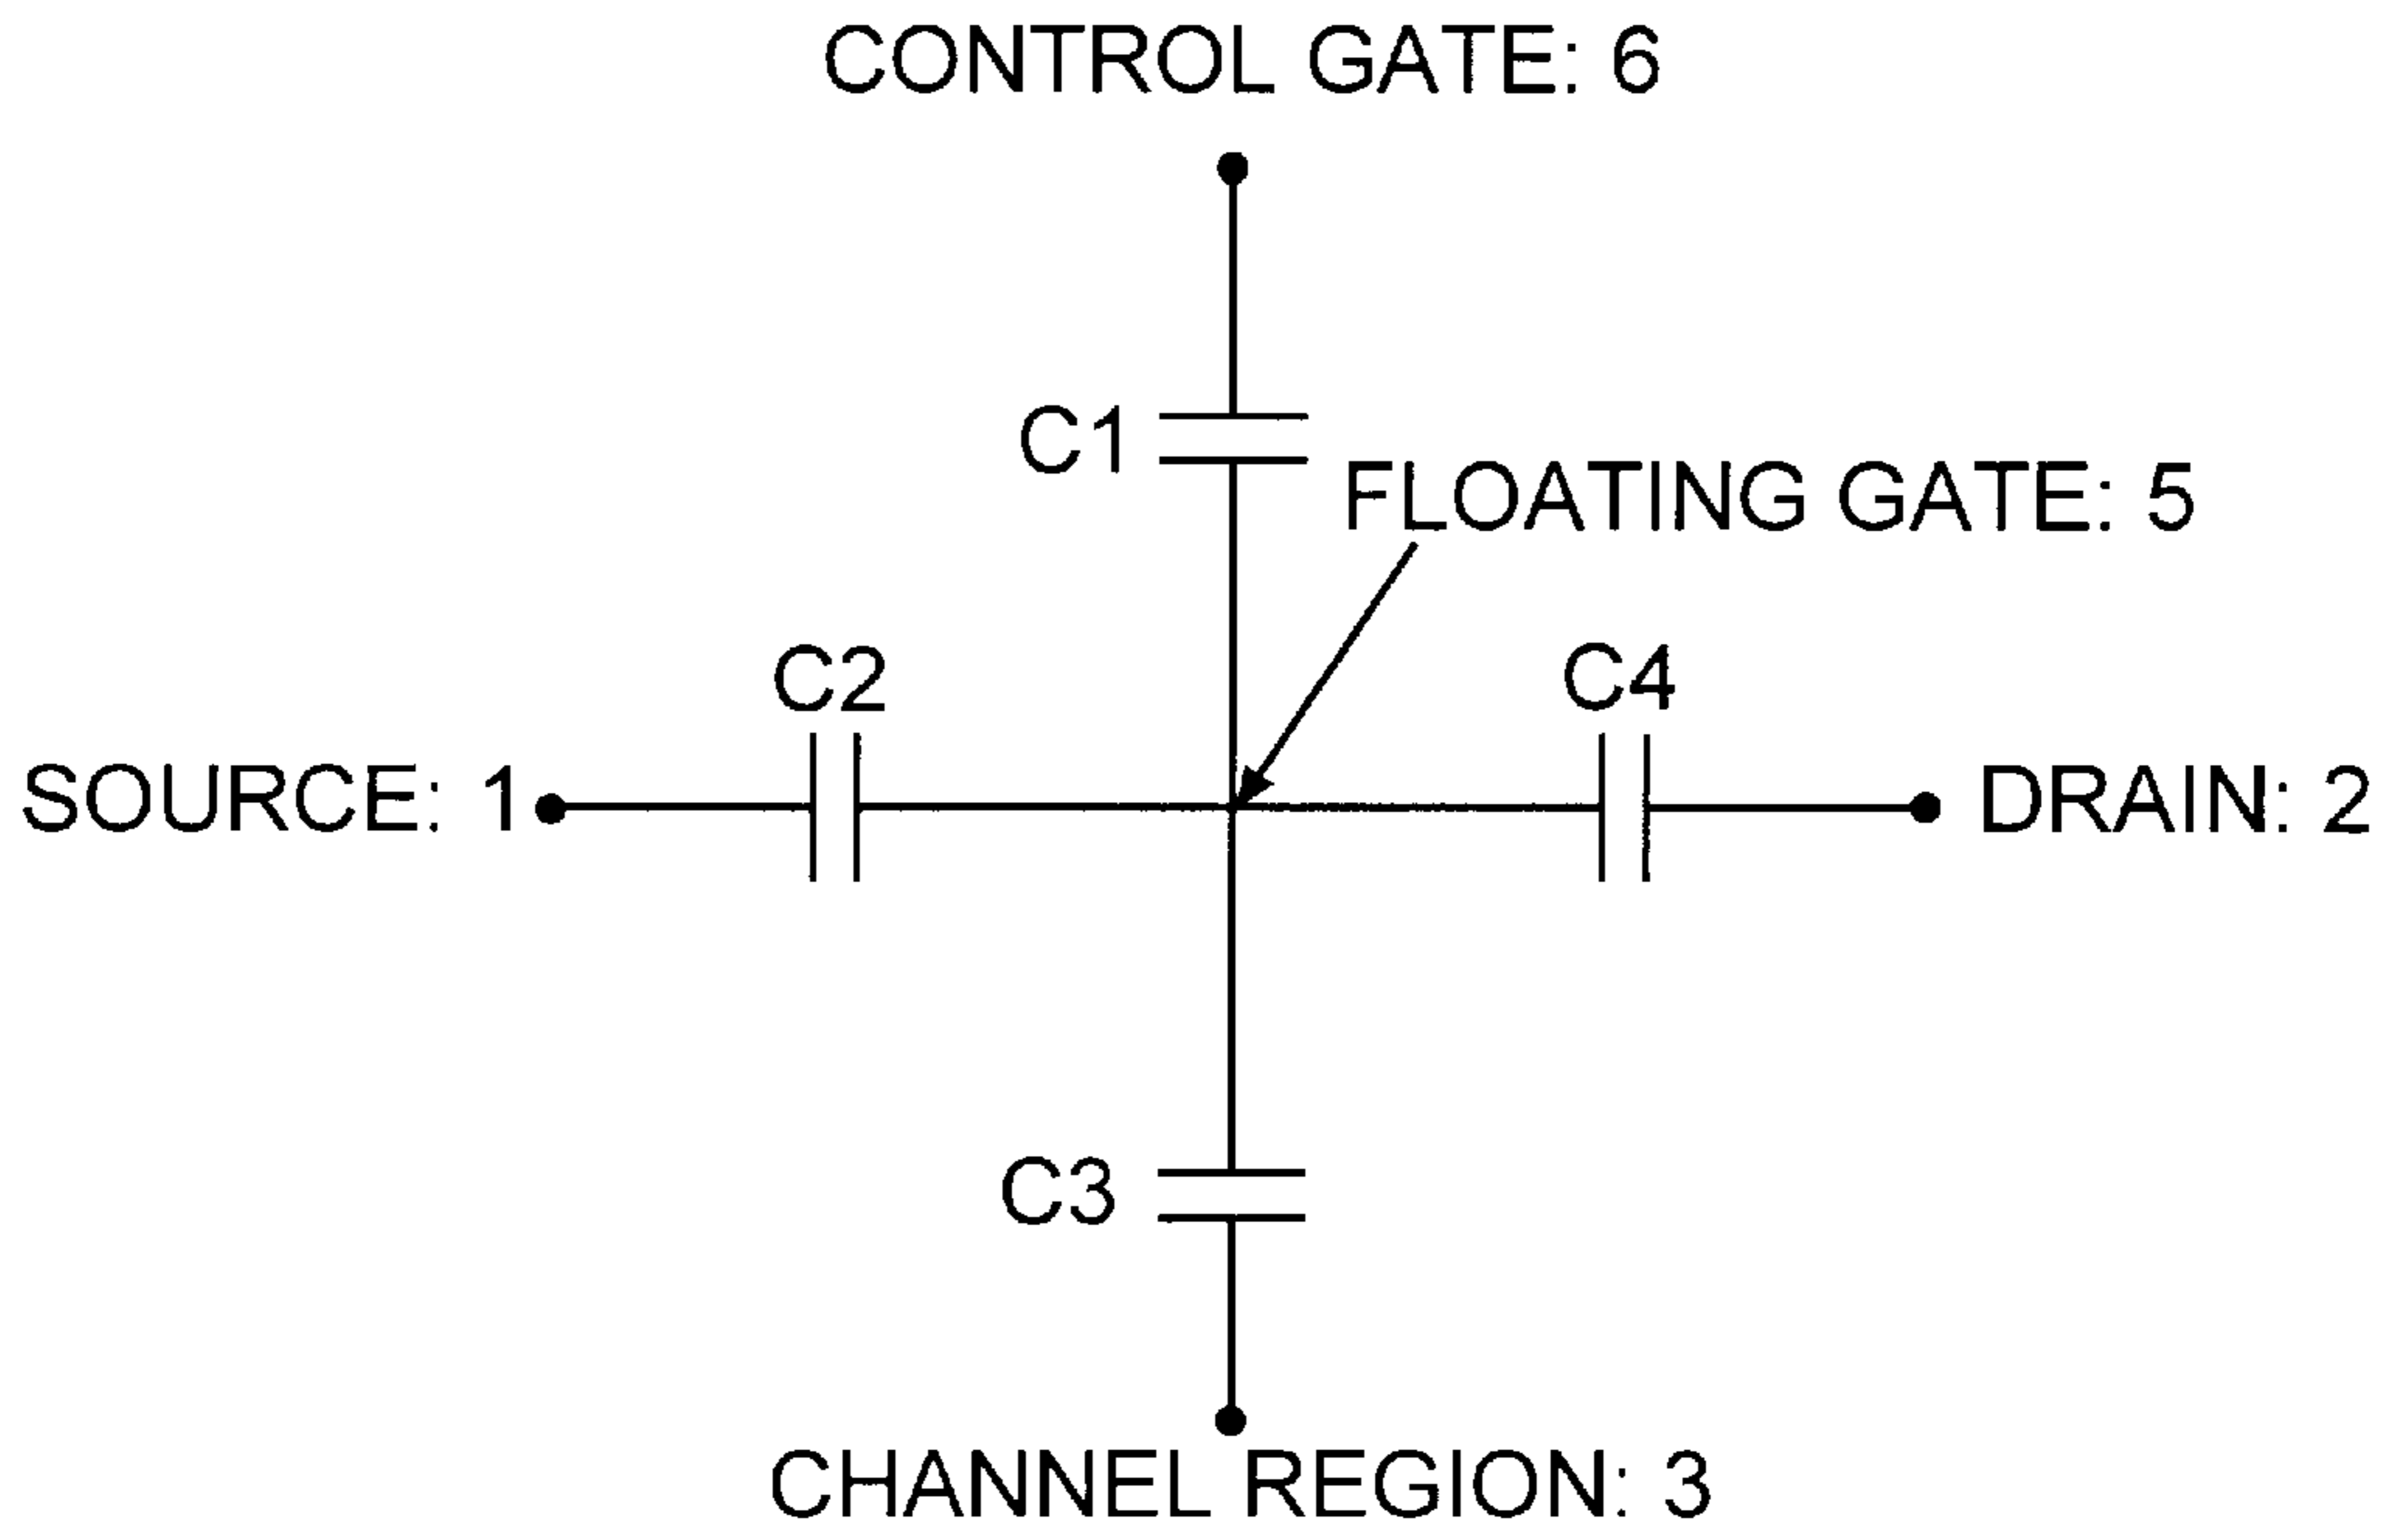 CONTROL GATE: 6
C1
FLOATING GATE: 5
C2
C4
SOURCE: 1
DRAIN: 2
C3
CHANNEL REGION: 3